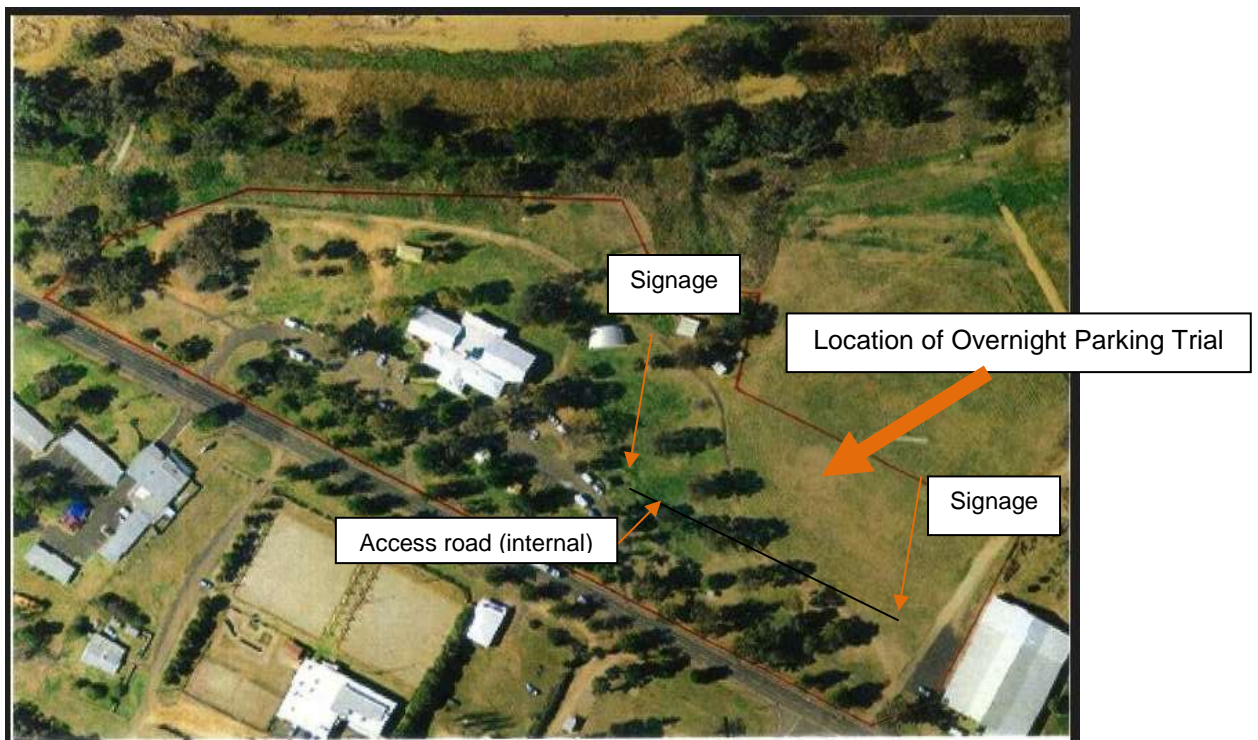 Signage
Location of Overnight Parking Trial
Signage
Access road (internal)